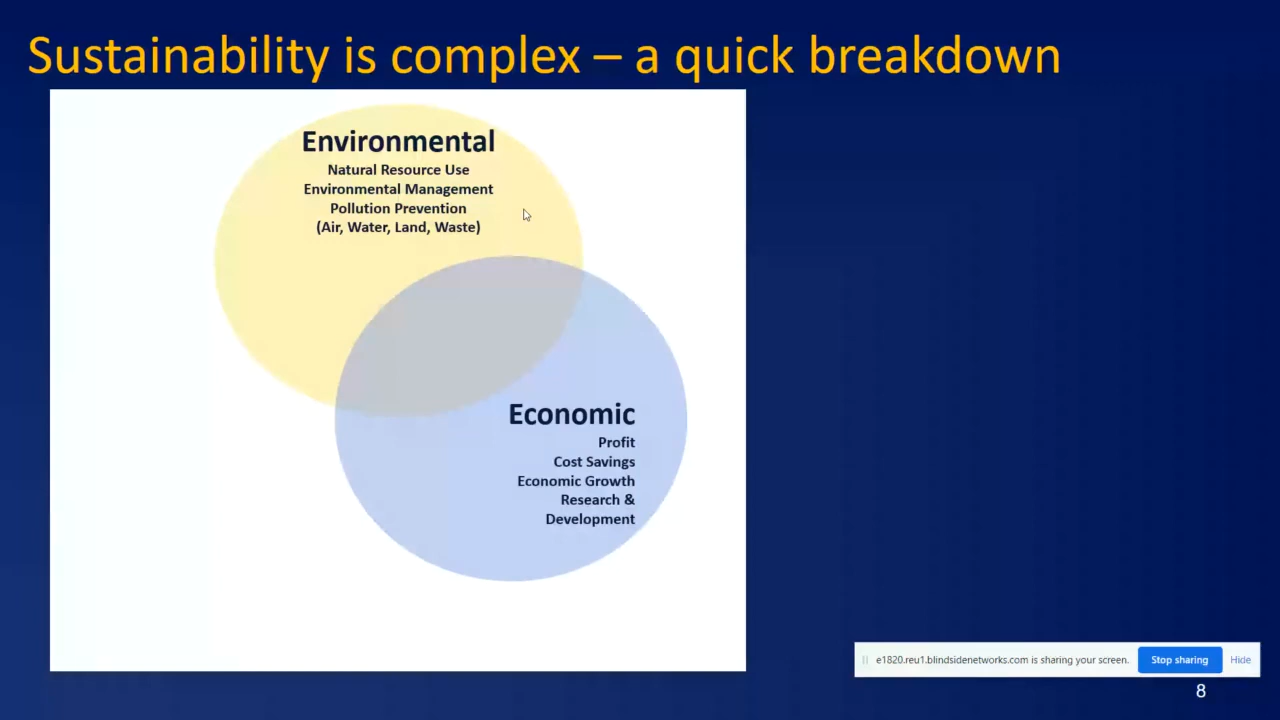 Sustainability is complex – a quick breakdown
Environmental
Natural Resource Use
Environmental Management
Pollution Prevention
(Air, Water, Land, Waste)
Economic
Profit
Cost Savings
Economic Growth
Research &
Development
e1820.reu1.blindsidenetworks.com is sharing your screen.
Stop sharing
Hide
8